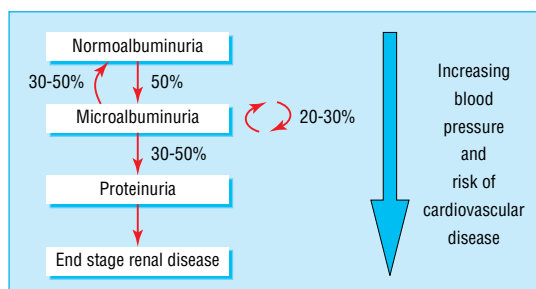 Normoalbuminuria
30-50%
50%
Microalbuminuria
20-30%
30-50%
Proteinuria
End stage renal disease
Increasing
blood
pressure
and
risk of
cardiovascular
disease